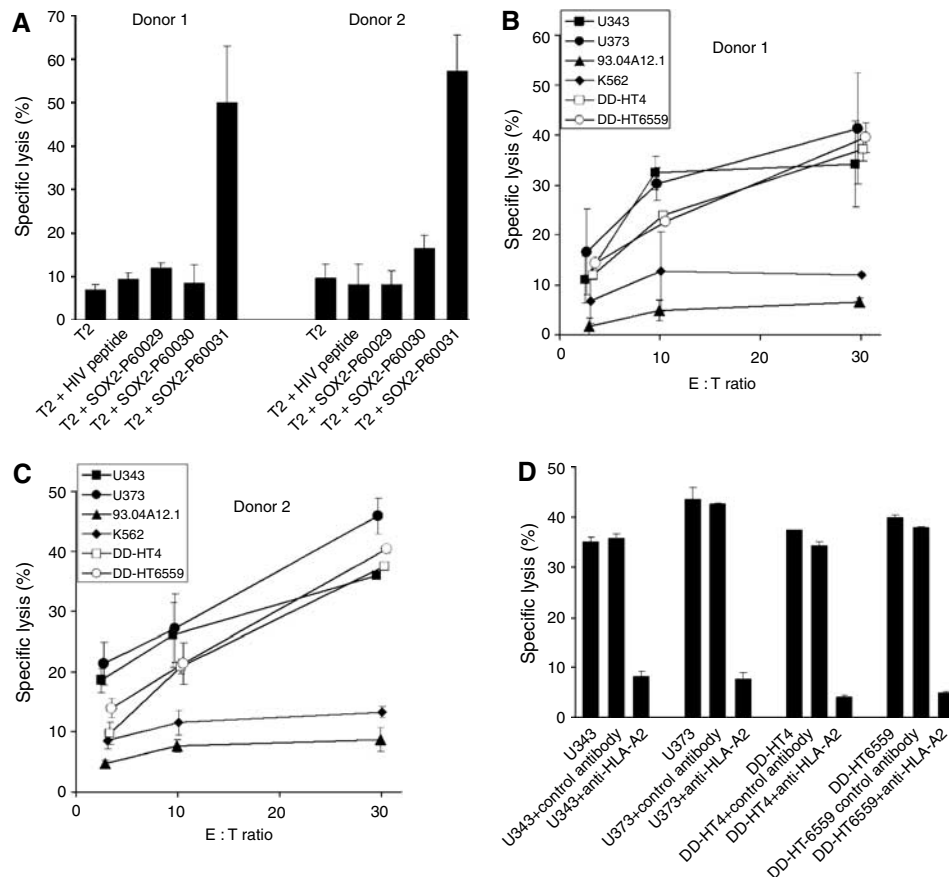 A
Donor 1
Donor 2
Specific lysis (%)
70
60
50
40
30
20
10
0
T2
T2 + HIV peptide
T2 + SOX2-P60029
T2 + SOX2-P60030
T2 + SOX2-P60031
T2
T2 + HIV peptide
T2 + SOX2-P60029
T2 + SOX2-P60030
T2 + SOX2-P60031
B
U343
U373
93.04A12.1
K562
DD-HT4
DD-HT6559
Donor 1
Specific lysis (%)
60
50
40
30
20
10
0
0
10
20
30
E : T ratio
C
U343
U373
93.04A12.1
K562
DD-HT4
DD-HT6559
Donor 2
Specific lysis (%)
50
40
30
20
10
0
0
10
20
30
E : T ratio
D
Specific lysis (%)
50
40
30
20
10
0
U343
U343+control antibody
U343+anti-HLA-A2
U373
U373+control antibody
U373+anti-HLA-A2
DD-HT4
DD-HT4+control antibody
DD-HT4+anti-HLA-A2
DD-HT6559
DD-HT-6559 control antibody
DD-HT6559+anti-HLA-A2